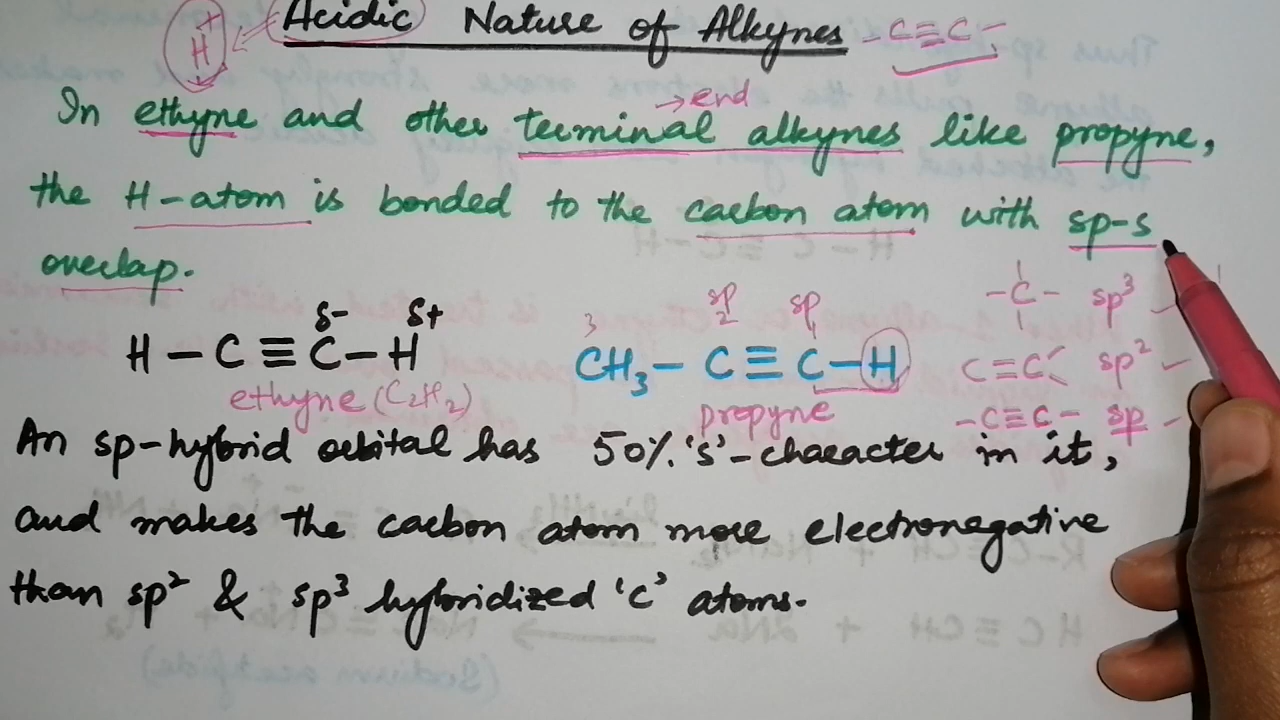 H+ Acidic Nature of Alkynes -C≡C-
→end
In ethyne and other terminal alkynes like propyne,
the H-atom is bonded to the carbon atom with sp-s
overlap.
H – C ≡ C – H δ- δ+
ethyne (C2H2)
3 2 sp sp
CH3 – C ≡ C – H
propyne
-C- sp3
C=C sp2
-C≡C- sp
An sp-hybrid orbital has 50% 's'-character in it,
and makes the carbon atom more electronegative
than sp2 & sp3 hybridized 'C' atoms.